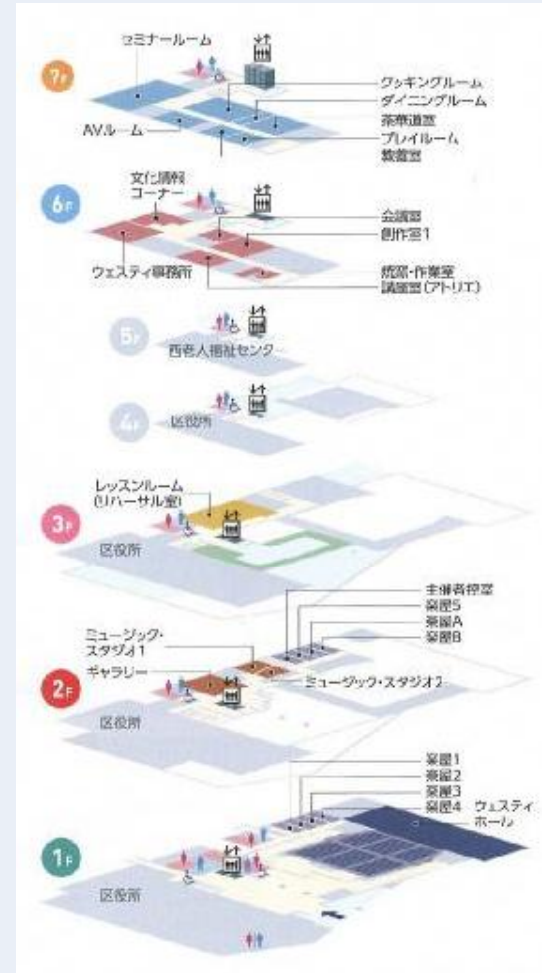 7F
セミナールーム
クッキングルーム
ダイニングルーム
茶華道室
プレイルーム
AVルーム
6F
文化情報
コーナー
会議室
創作室1
ウェスティ事務所
焼窯・作業室
講座室(アトリエ)
5F
西老人福祉センタ
4F
区役所
3F
レッスンルーム
(リハーサル室)
区役所
2F
主催者控室
楽屋5
楽屋A
楽屋B
ミュージック・
スタジオ1
ギャラリー
ミュージック・スタジオ2
区役所
1F
楽屋1
楽屋2
楽屋3
楽屋4
ウェスティ
ホール
区役所